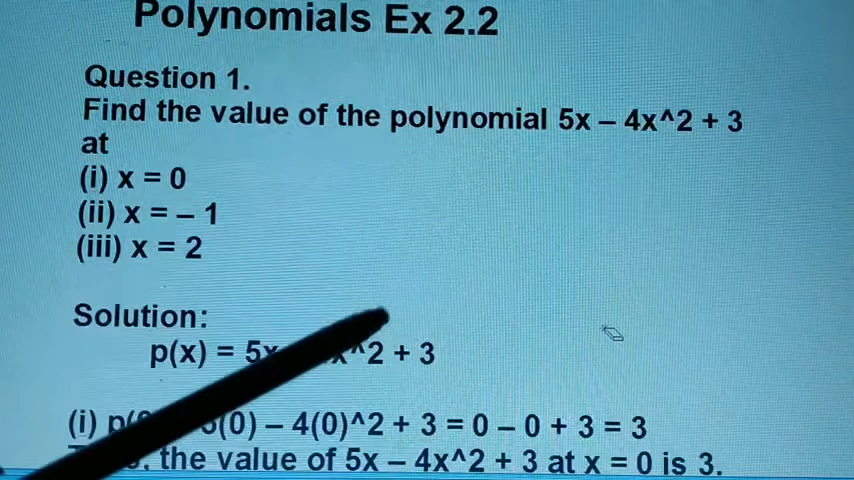 Polynomials Ex 2.2
Question 1.
Find the value of the polynomial 5x – 4x^2 + 3
at
(i) x = 0
(ii) x = – 1
(iii) x = 2
Solution:
p(x) = 5x x^2 + 3
(i) (0) – 4(0)^2 + 3 = 0 – 0 + 3 = 3
the value of 5x – 4x^2 + 3 at x = 0 is 3.